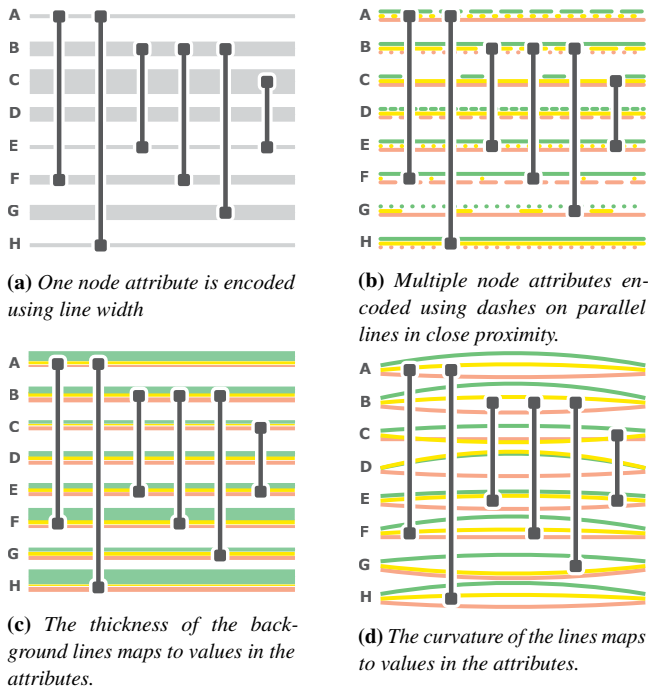 A
B
C
D
E
F
G
H
(a) One node attribute is encoded
using line width
A
B
C
D
E
F
G
H
(b) Multiple node attributes en-
coded using dashes on parallel
lines in close proximity.
A
B
C
D
E
F
G
H
(c) The thickness of the back-
ground lines maps to values in the
attributes.
A
B
C
D
E
F
G
H
(d) The curvature of the lines maps
to values in the attributes.